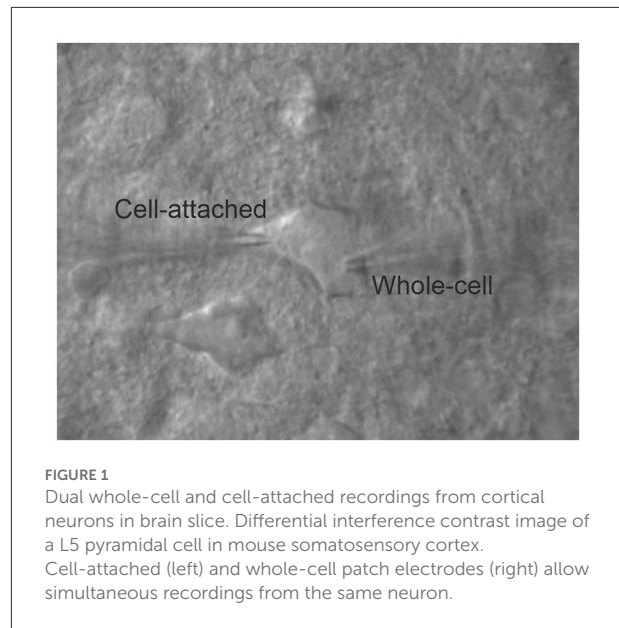 Cell-attached
Whole-cell
FIGURE 1
Dual whole-cell and cell-attached recordings from cortical
neurons in brain slice. Differential interference contrast image of
a L5 pyramidal cell in mouse somatosensory cortex.
Cell-attached (left) and whole-cell patch electrodes (right) allow
simultaneous recordings from the same neuron.